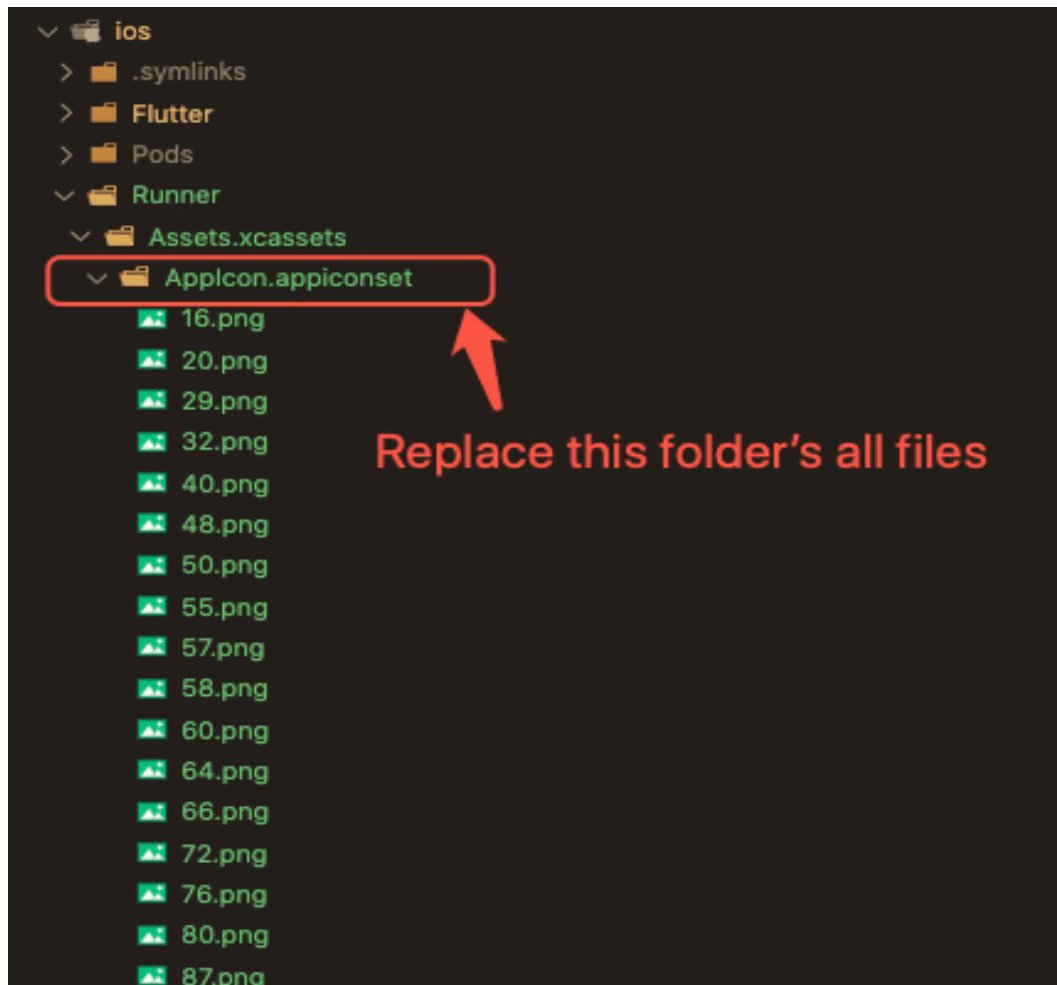 ios
.symlinks
Flutter
Pods
Runner
Assets.xcassets
AppIcon.appiconset
16.png
20.png
29.png
32.png
Replace this folder's all files
40.png
48.png
50.png
55.png
57.png
58.png
60.png
64.png
66.png
72.png
76.png
80.png
87.png